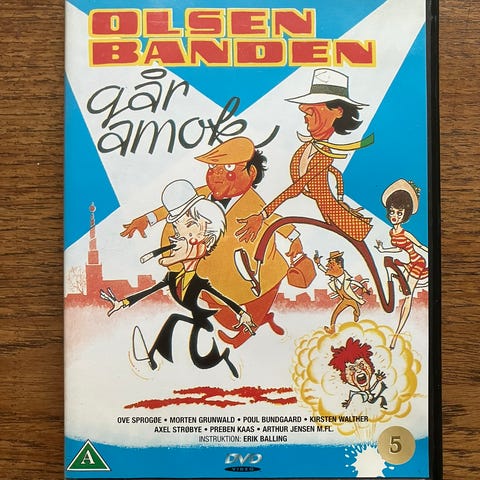 OLSEN
BANDEN
går
amok
OVE SPROGØE • MORTEN GRUNWALD • POUL BUNDGAARD • KIRSTEN WALTHER
AXEL STRØBYE • PREBEN KAAS • ARTHUR JENSEN M.FL.
INSTRUKTION: ERIK BALLING
A
DVD
VIDEO
5